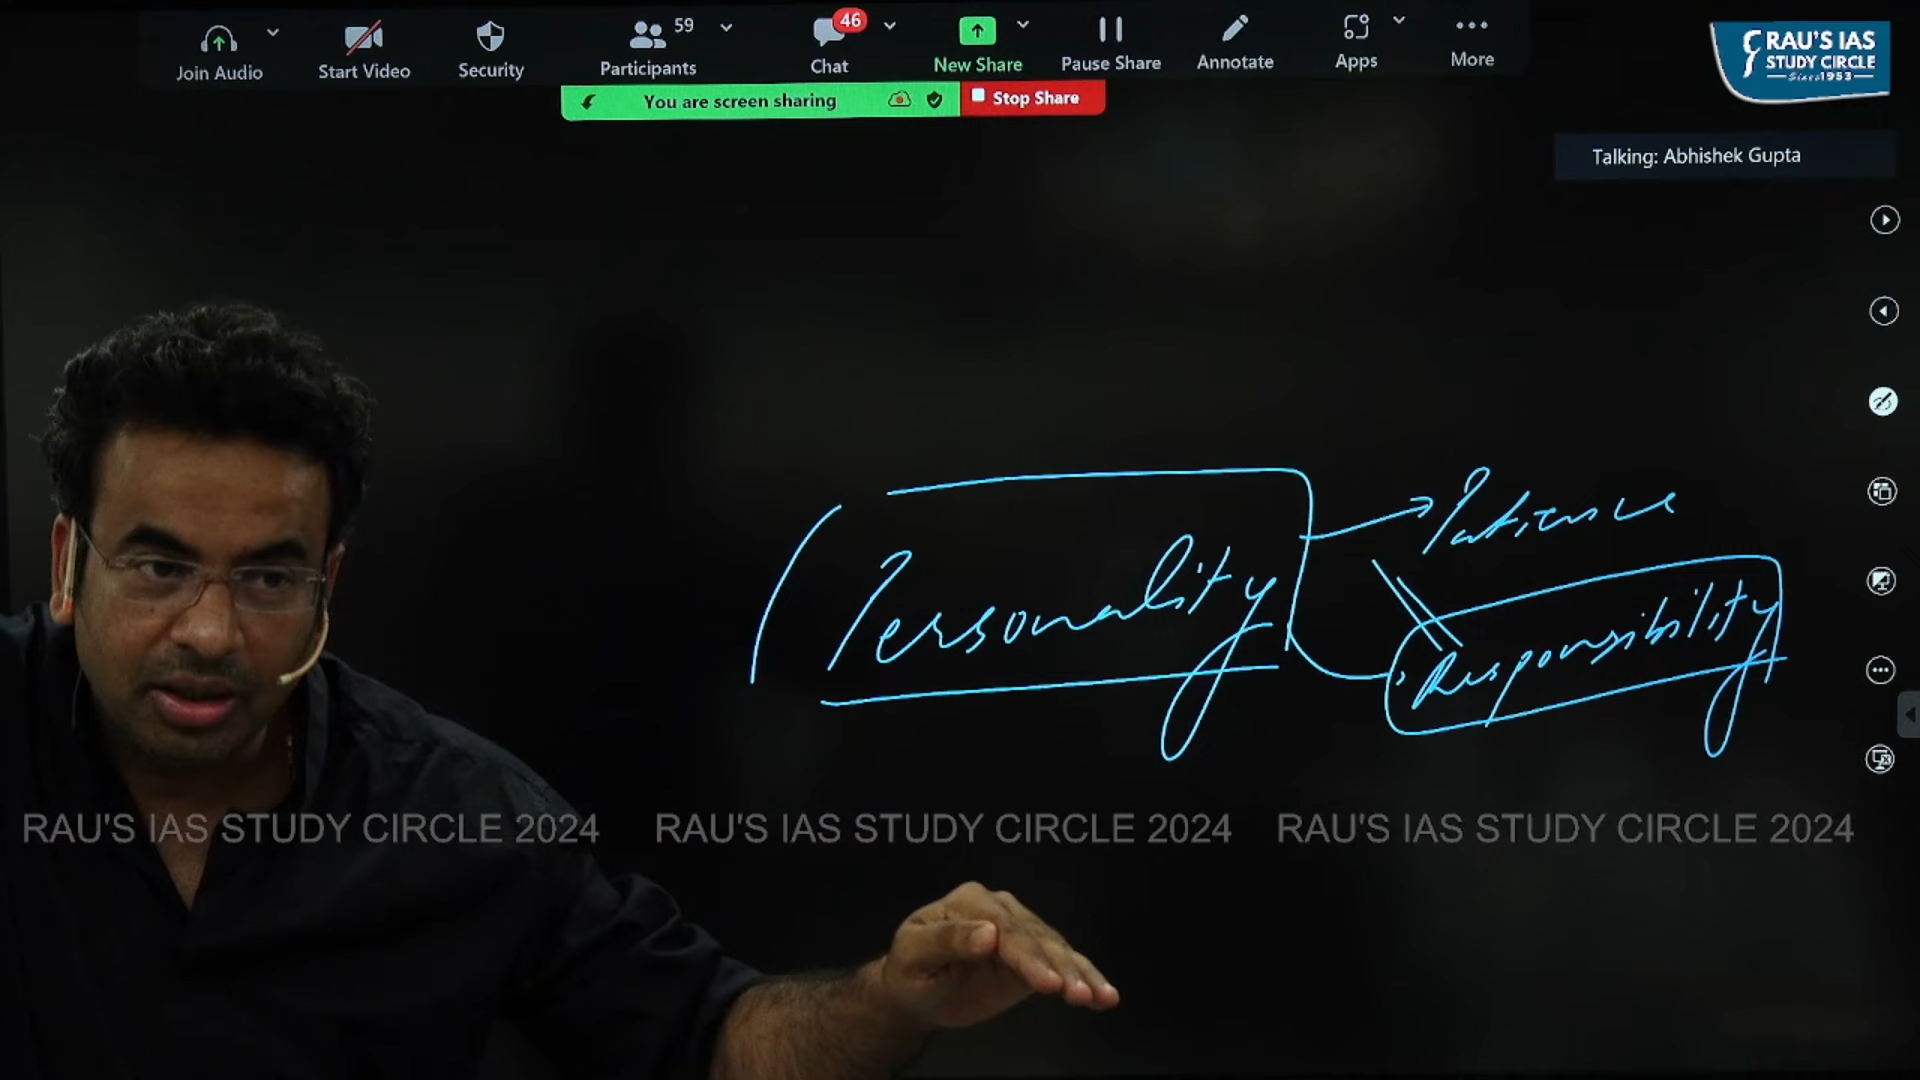 Join Audio
Start Video
Security
Participants 59
Chat 46
New Share
Pause Share
Annotate
Apps
More
You are screen sharing
Stop Share
RAU'S IAS
STUDY CIRCLE
Since 1953
Talking: Abhishek Gupta
Patience
Personality
Responsibility
RAU'S IAS STUDY CIRCLE 2024 RAU'S IAS STUDY CIRCLE 2024 RAU'S IAS STUDY CIRCLE 2024